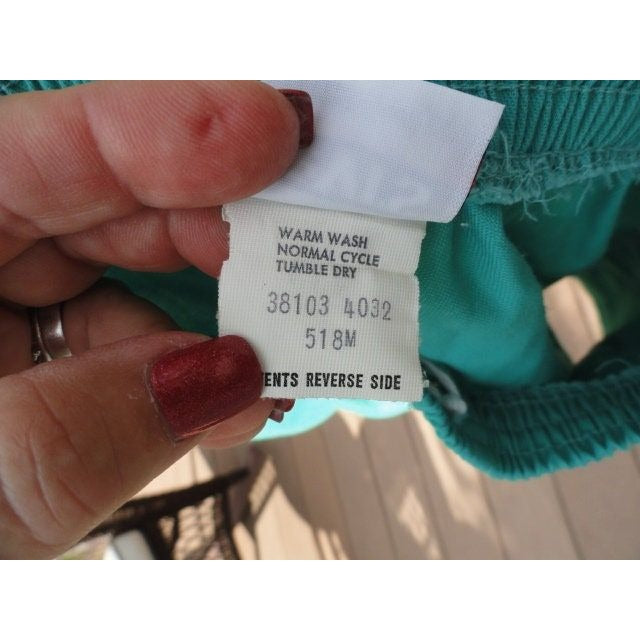 WARM WASH
NORMAL CYCLE
TUMBLE DRY
38103 4032
518M
ENTS REVERSE SIDE